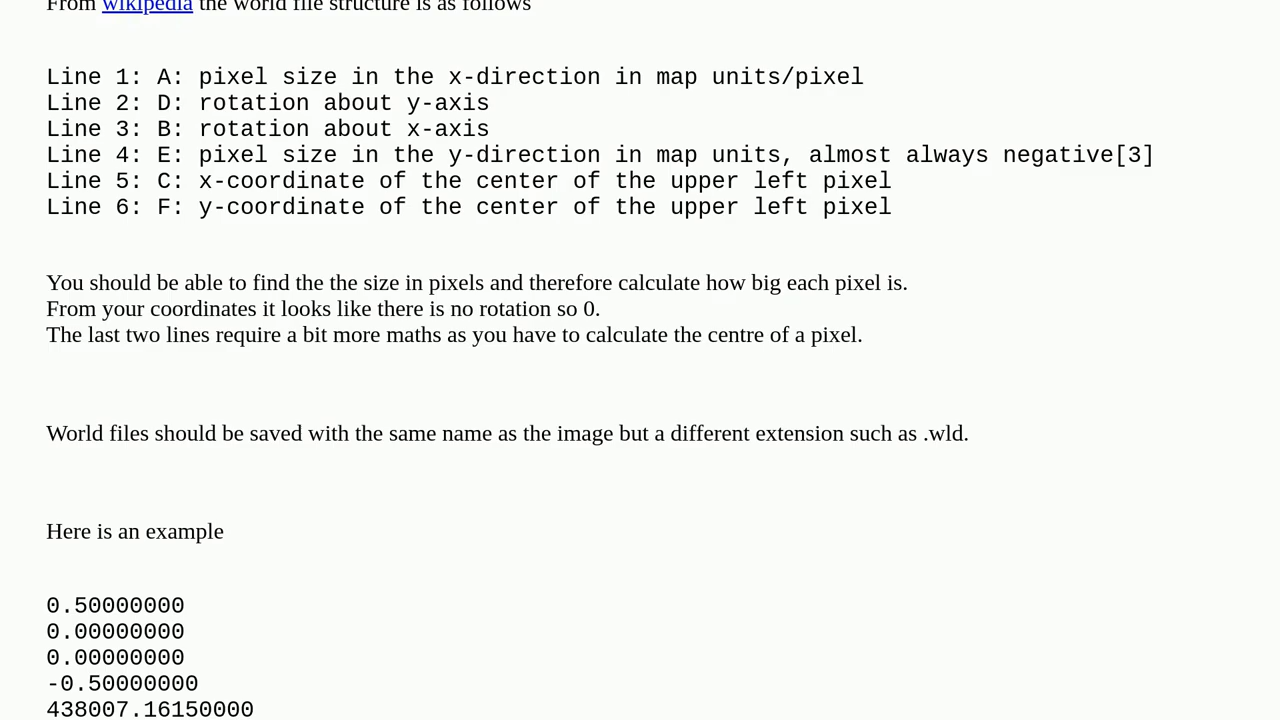 From wikipedia the world file structure is as follows
Line 1: A: pixel size in the x-direction in map units/pixel
Line 2: D: rotation about y-axis
Line 3: B: rotation about x-axis
Line 4: E: pixel size in the y-direction in map units, almost always negative[3]
Line 5: C: x-coordinate of the center of the upper left pixel
Line 6: F: y-coordinate of the center of the upper left pixel
You should be able to find the the size in pixels and therefore calculate how big each pixel is.
From your coordinates it looks like there is no rotation so 0.
The last two lines require a bit more maths as you have to calculate the centre of a pixel.
World files should be saved with the same name as the image but a different extension such as .wld.
Here is an example
0.50000000
0.00000000
0.00000000
-0.50000000
438007.16150000